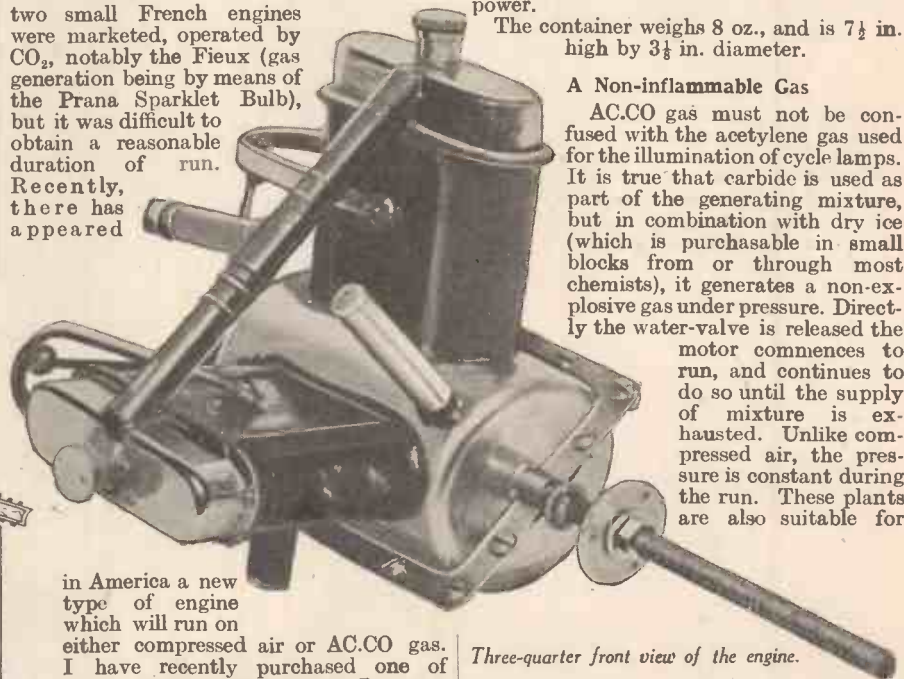 two small French engines
were marketed, operated by
CO₂, notably the Fieux (gas
generation being by means of
the Prana Sparklet Bulb),
but it was difficult to
obtain a reasonable
duration of run.
Recently,
there has
appeared
in America a new
type of engine
which will run on
either compressed air or AC.CO gas.
I have recently purchased one of
power.
The container weighs 8 oz., and is 7½ in.
high by 3⅛ in. diameter.
A Non-inflammable Gas
AC.CO gas must not be con-
fused with the acetylene gas used
for the illumination of cycle lamps.
It is true that carbide is used as
part of the generating mixture,
but in combination with dry ice
(which is purchasable in small
blocks from or through most
chemists), it generates a non-ex-
plosive gas under pressure. Direct-
ly the water-valve is released the
motor commences to
run, and continues to
do so until the supply
of mixture is ex-
hausted. Unlike com-
pressed air, the pres-
sure is constant during
the run. These plants
are also suitable for
Three-quarter front view of the engine.